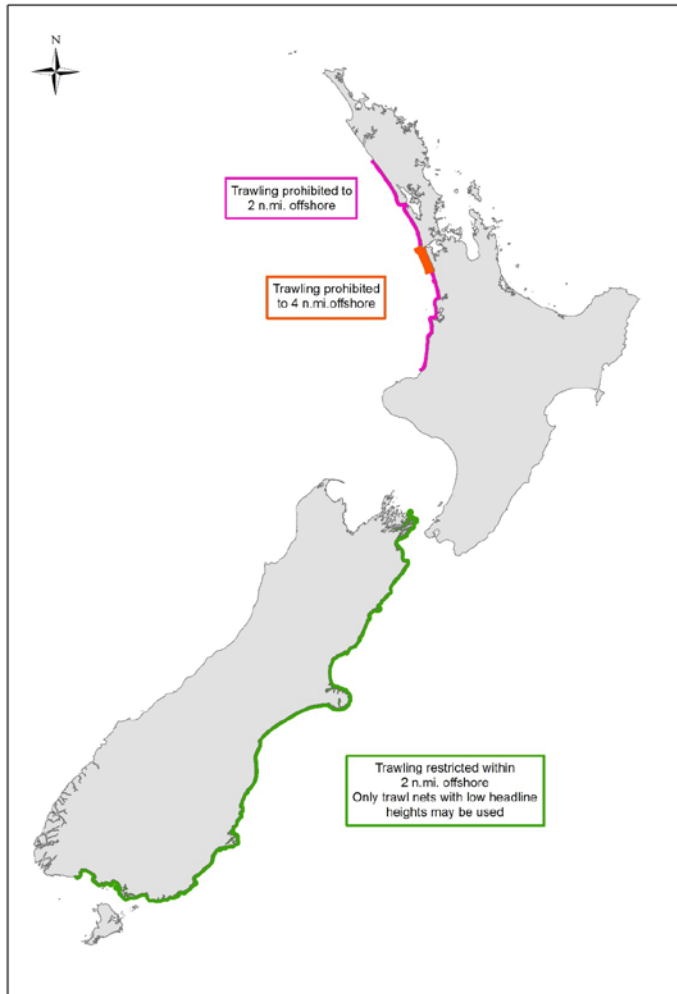 N
Trawling prohibited to
2 n.mi. offshore
Trawling prohibited
to 4 n.mi.offshore
Trawling restricted within
2 n.mi. offshore
Only trawl nets with low headline
heights may be used